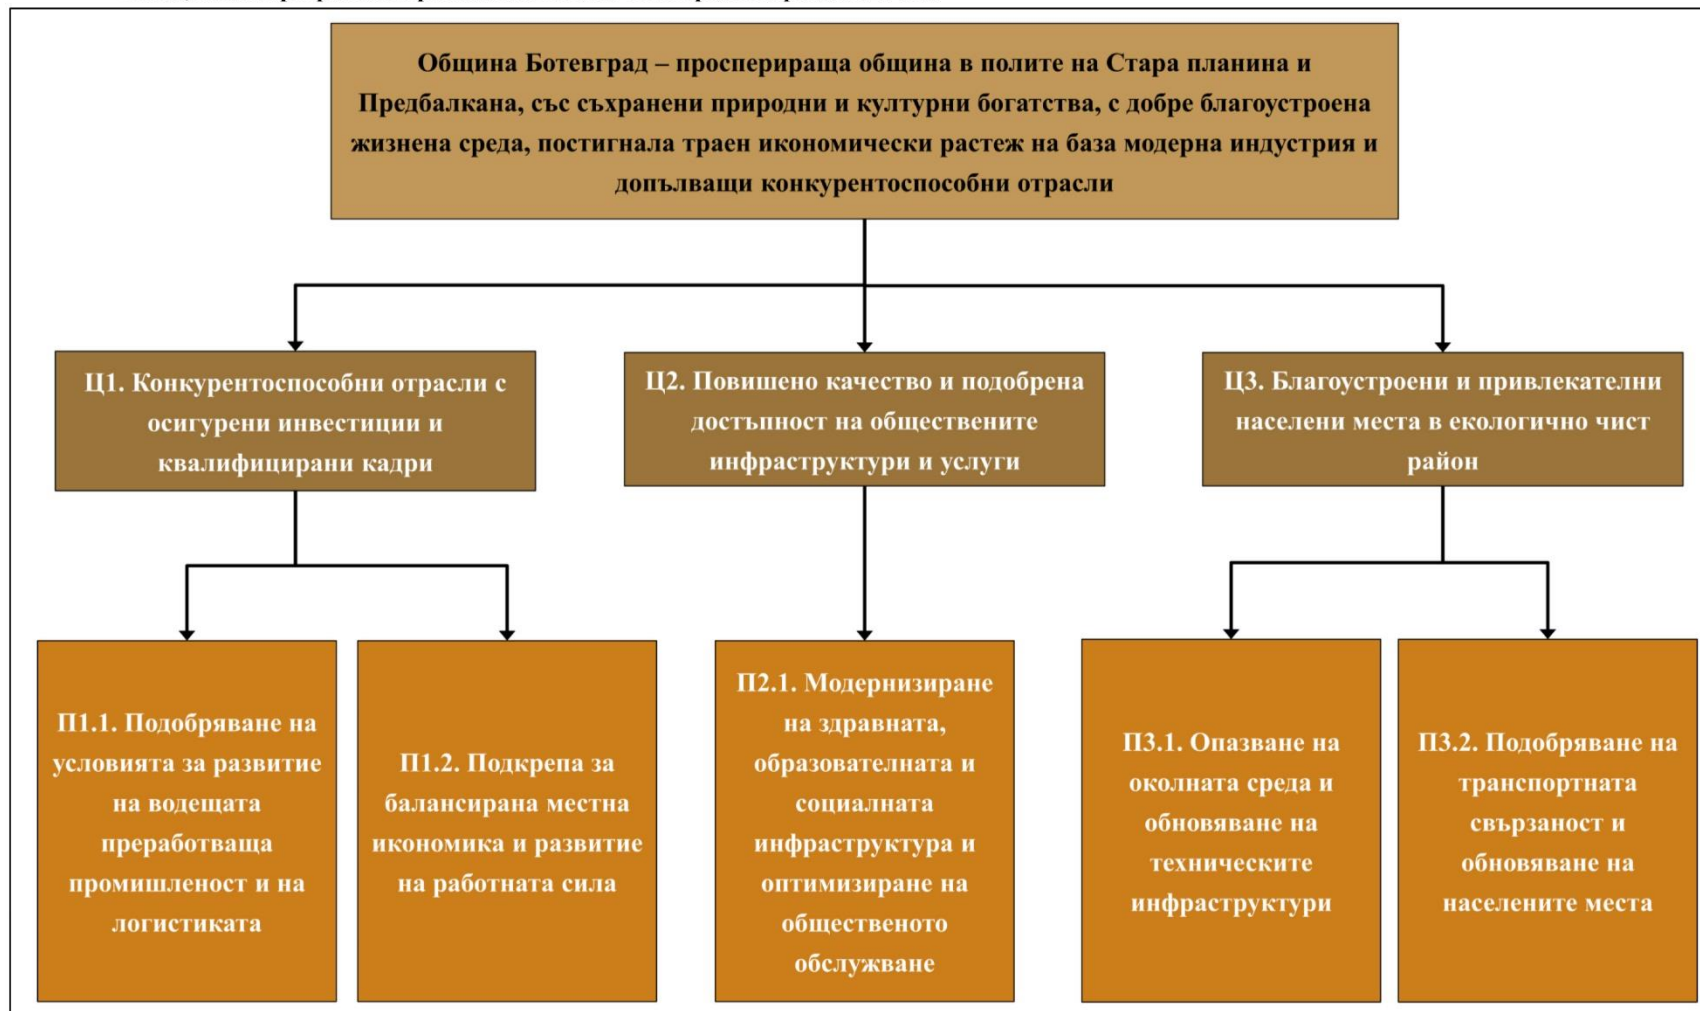 Община Ботевград – просперираща община в полите на Стара планина и
Предбалкана, със съхранени природни и културни богатства, с добре благоустроена
жизнена среда, постигнала траен икономически растеж на база модерна индустрия и
допълващи конкурентоспособни отрасли
Ц1. Конкурентоспособни отрасли с
осигурени инвестиции и
квалифицирани кадри
Ц2. Повишено качество и подобрена
достъпност на обществените
инфраструктури и услуги
Ц3. Благоустроени и привлекателни
населени места в екологично чист
район
П1.1. Подобряване на
условията за развитие
на водещата
преработваща
промишленост и на
логистиката
П1.2. Подкрепа за
балансирана местна
икономика и развитие
на работната сила
П2.1. Модернизиране
на здравната,
образователната и
социалната
инфраструктура и
оптимизиране на
общественото
обслужване
П3.1. Опазване на
околната среда и
обновяване на
техническите
инфраструктури
П3.2. Подобряване на
транспортната
свързаност и
обновяване на
населените места